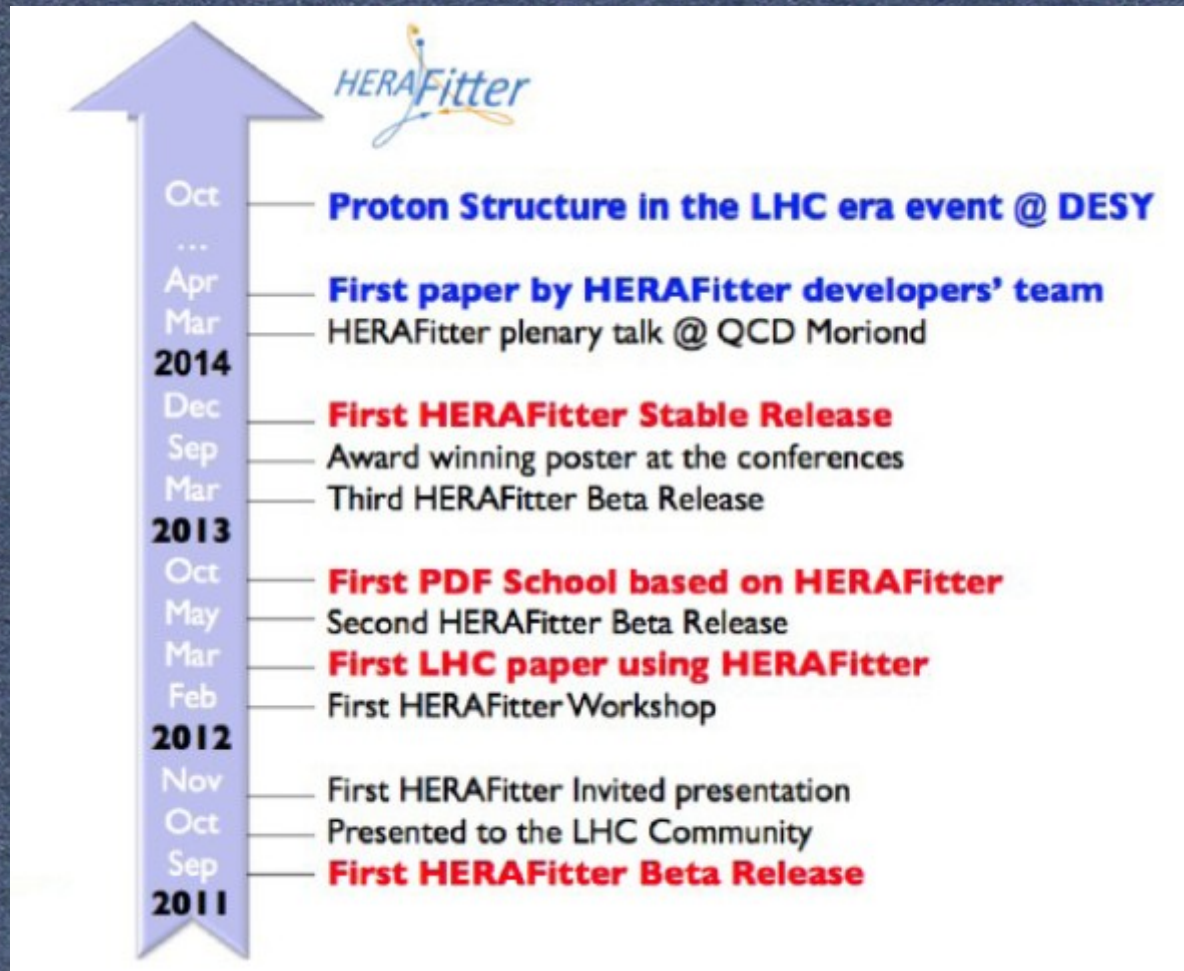 HERAFitter
Oct Proton Structure in the LHC era event @ DESY
...
Apr First paper by HERAFitter developers' team
Mar HERAFitter plenary talk @ QCD Moriond
2014
Dec First HERAFitter Stable Release
Sep Award winning poster at the conferences
Mar Third HERAFitter Beta Release
2013
Oct First PDF School based on HERAFitter
May Second HERAFitter Beta Release
Mar First LHC paper using HERAFitter
Feb First HERAFitter Workshop
2012
Nov First HERAFitter Invited presentation
Oct Presented to the LHC Community
Sep First HERAFitter Beta Release
2011